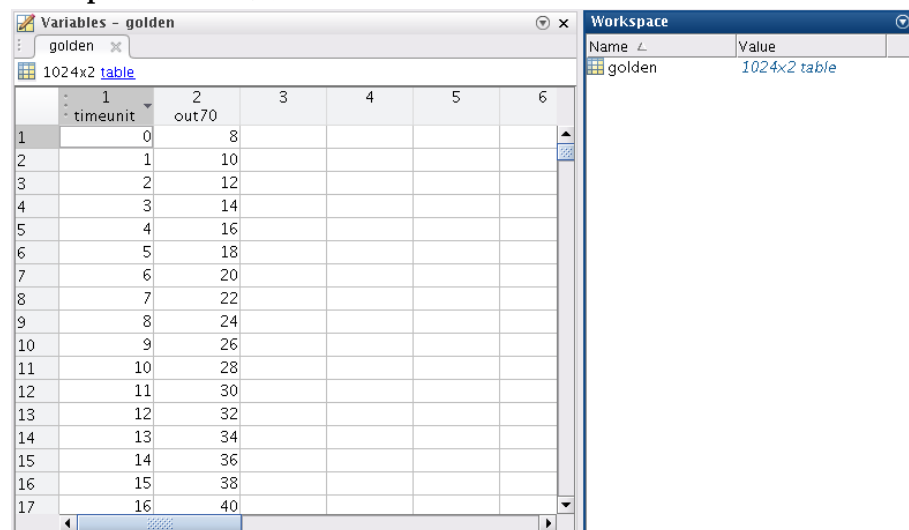 Variables - golden
golden
1024x2 table
1 2 3 4 5 6
timeunit out70
1 0 8
2 1 10
3 2 12
4 3 14
5 4 16
6 5 18
7 6 20
8 7 22
9 8 24
10 9 26
11 10 28
12 11 30
13 12 32
14 13 34
15 14 36
16 15 38
17 16 40
Workspace
Name Value
golden 1024x2 table